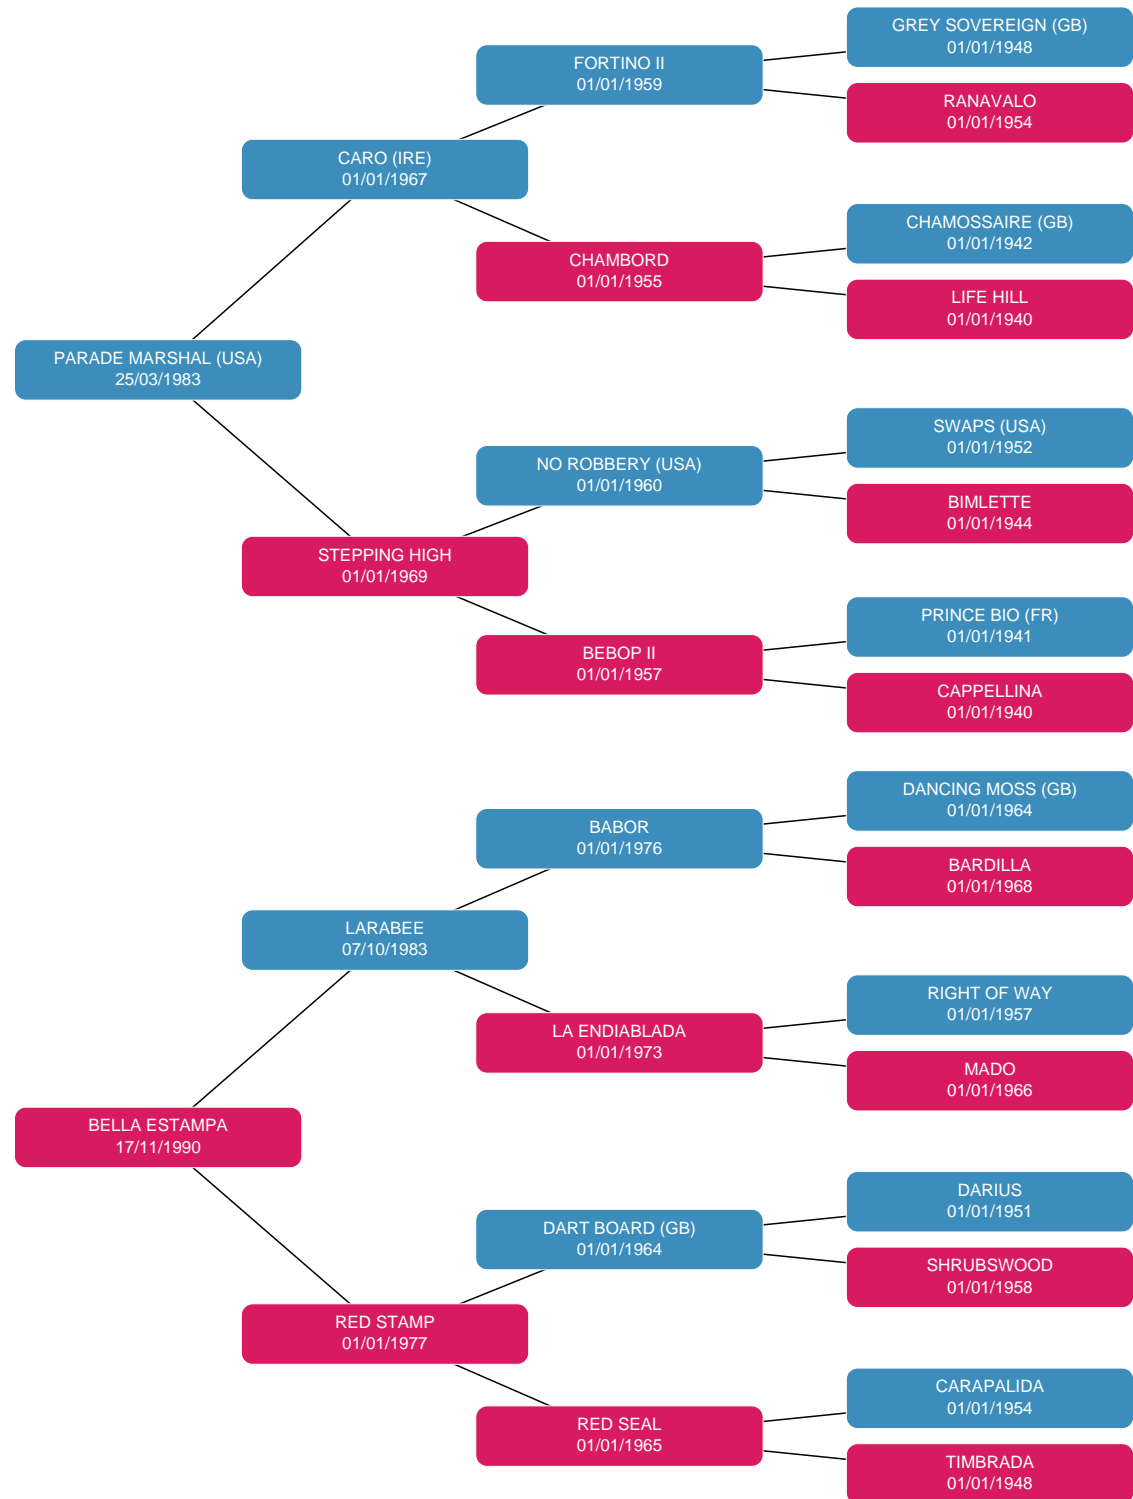 GREY SOVEREIGN (GB)
01/01/1948
FORTINO II
01/01/1959
RANAVALO
01/01/1954
CARO (IRE)
01/01/1967
CHAMOSSAIRE (GB)
01/01/1942
CHAMBORD
01/01/1955
LIFE HILL
01/01/1940
PARADE MARSHAL (USA)
25/03/1983
SWAPS (USA)
01/01/1952
NO ROBBERY (USA)
01/01/1960
BIMLETTE
01/01/1944
STEPPING HIGH
01/01/1969
PRINCE BIO (FR)
01/01/1941
BEBOP II
01/01/1957
CAPPELLINA
01/01/1940
DANCING MOSS (GB)
01/01/1964
BABOR
01/01/1976
BARDILLA
01/01/1968
LARABEE
07/10/1983
RIGHT OF WAY
01/01/1957
LA ENDIABLADA
01/01/1973
MADO
01/01/1966
BELLA ESTAMPA
17/11/1990
DARIUS
01/01/1951
DART BOARD (GB)
01/01/1964
SHRUBSWOOD
01/01/1958
RED STAMP
01/01/1977
CARAPALIDA
01/01/1954
RED SEAL
01/01/1965
TIMBRADA
01/01/1948